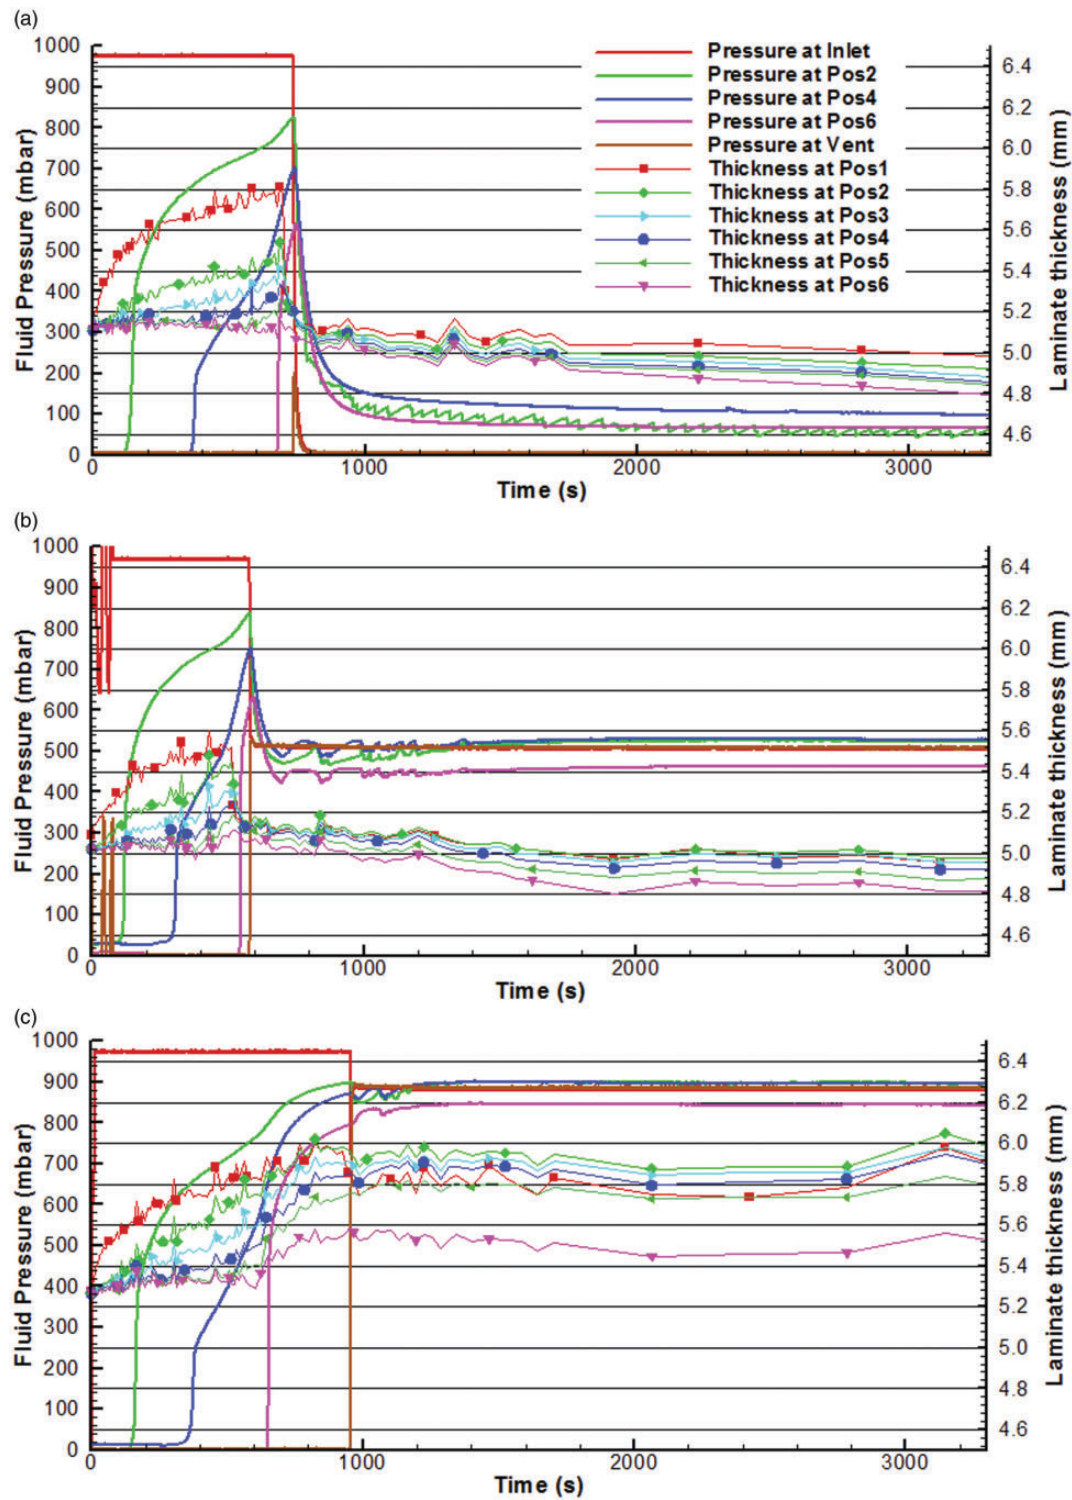 (a)
1000
900
800
700
600
500
400
300
200
100
0
Fluid Pressure (mbar)
0 1000 2000 3000
Time (s)
6.4
6.2
6.0
5.8
5.6
5.4
5.2
5.0
4.8
4.6
Laminate thickness (mm)
Pressure at Inlet
Pressure at Pos2
Pressure at Pos4
Pressure at Pos6
Pressure at Vent
Thickness at Pos1
Thickness at Pos2
Thickness at Pos3
Thickness at Pos4
Thickness at Pos5
Thickness at Pos6
(b)
1000
900
800
700
600
500
400
300
200
100
0
Fluid Pressure (mbar)
0 1000 2000 3000
Time (s)
6.4
6.2
6.0
5.8
5.6
5.4
5.2
5.0
4.8
4.6
Laminate thickness (mm)
(c)
1000
900
800
700
600
500
400
300
200
100
0
Fluid Pressure (mbar)
0 1000 2000 3000
Time (s)
6.4
6.2
6.0
5.8
5.6
5.4
5.2
5.0
4.8
4.6
Laminate thickness (mm)